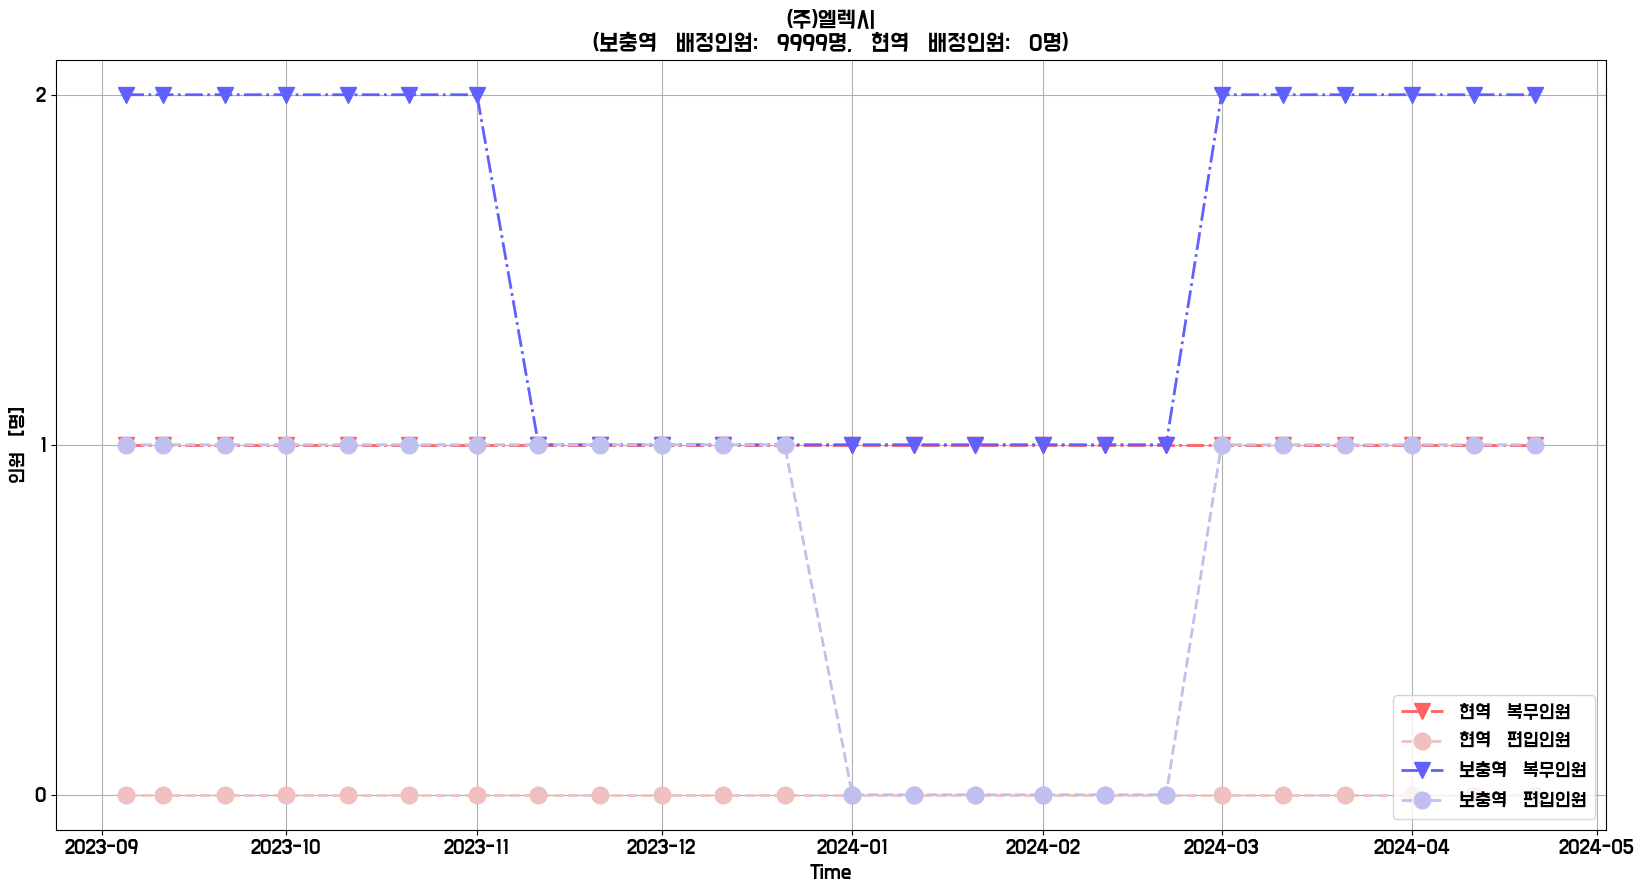 (주)엘렉시
(보충역 배정인원: 9999명, 현역 배정인원: 0명)
인원 [명]
2
1
0
현역 복무인원
현역 편입인원
보충역 복무인원
보충역 편입인원
2023-09 2023-10 2023-11 2023-12 2024-01 2024-02 2024-03 2024-04 2024-05
Time